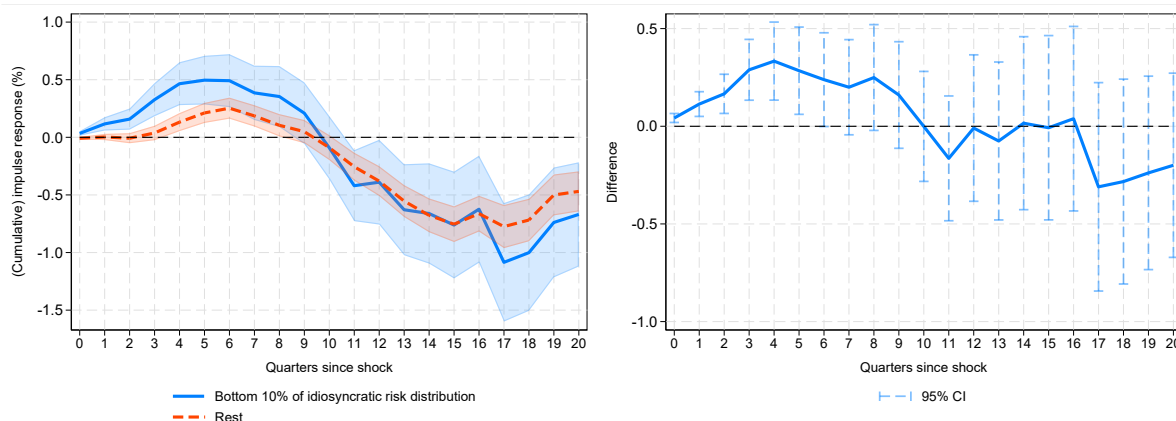 1.0
0.5
0.0
-0.5
-1.0
-1.5
(Cumulative) impulse response (%)
0 1 2 3 4 5 6 7 8 9 10 11 12 13 14 15 16 17 18 19 20
Quarters since shock
Bottom 10% of idiosyncratic risk distribution
Rest
0.5
0.0
-0.5
-1.0
Difference
0 1 2 3 4 5 6 7 8 9 10 11 12 13 14 15 16 17 18 19 20
Quarters since shock
95% CI